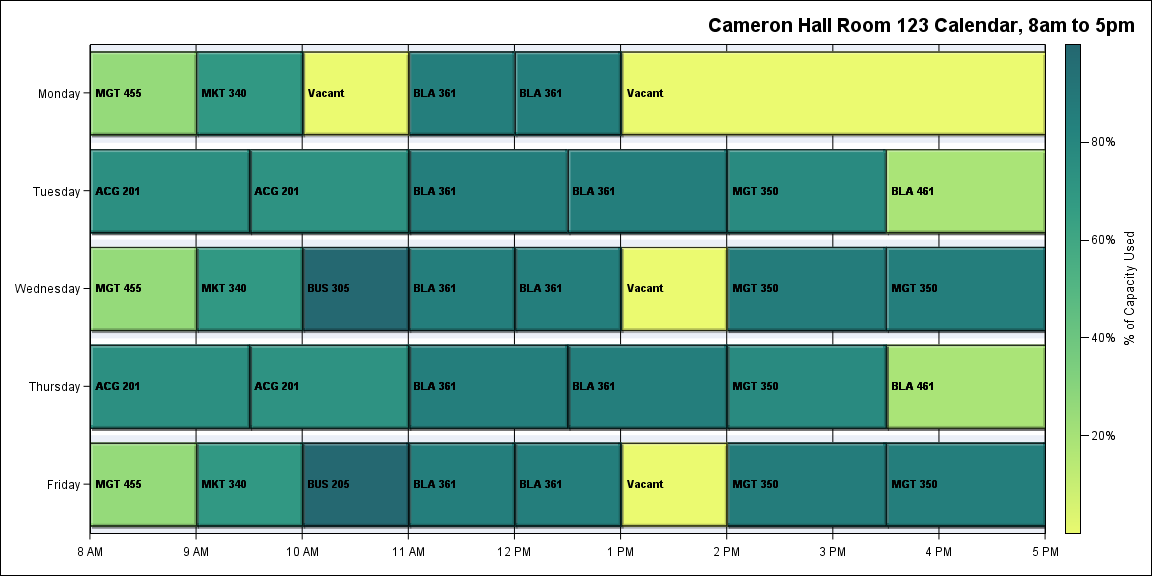 Cameron Hall Room 123 Calendar, 8am to 5pm
Monday
MGT 455
MKT 340
Vacant
BLA 361
BLA 361
Vacant
Tuesday
ACG 201
ACG 201
BLA 361
BLA 361
MGT 350
BLA 461
Wednesday
MGT 455
MKT 340
BUS 305
BLA 361
BLA 361
Vacant
MGT 350
MGT 350
Thursday
ACG 201
ACG 201
BLA 361
BLA 361
MGT 350
BLA 461
Friday
MGT 455
MKT 340
BUS 205
BLA 361
BLA 361
Vacant
MGT 350
MGT 350
8 AM
9 AM
10 AM
11 AM
12 PM
1 PM
2 PM
3 PM
4 PM
5 PM
80%
60%
40%
20%
% of Capacity Used